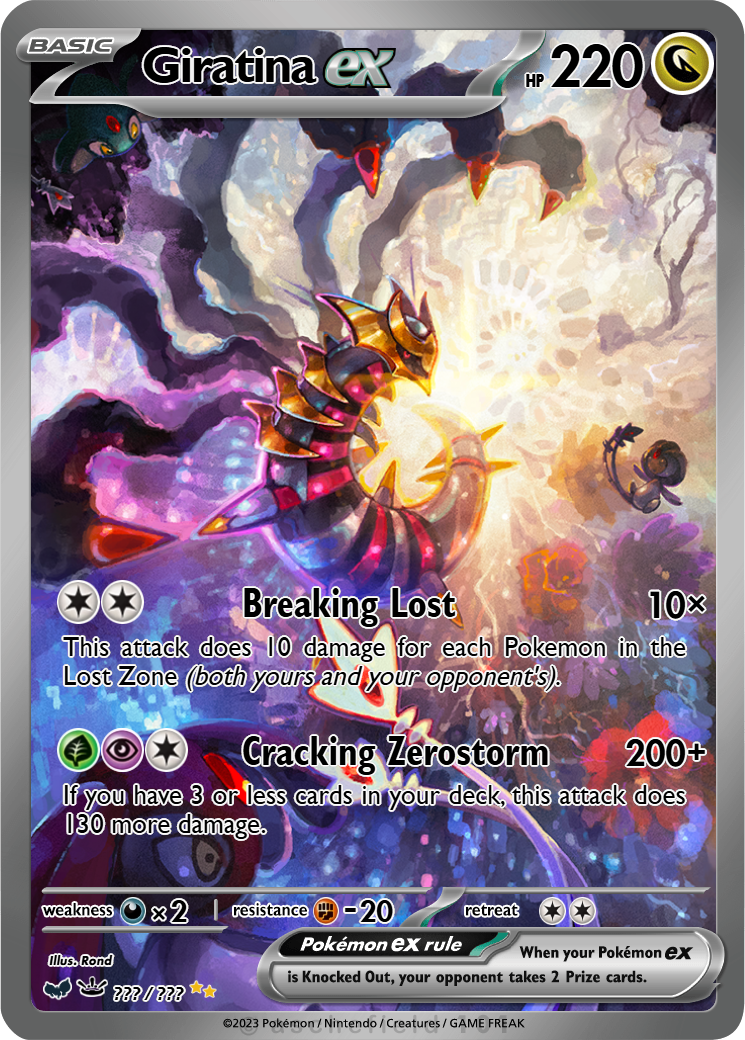 BASIC Giratina ex HP 220
Breaking Lost 10×
This attack does 10 damage for each Pokemon in the
Lost Zone (both yours and your opponent's).
Cracking Zerostorm 200+
If you have 3 or less cards in your deck, this attack does
130 more damage.
weakness ×2 resistance -20 retreat
Pokémon ex rule When your Pokémon ex
is Knocked Out, your opponent takes 2 Prize cards.
Illus. Rond
??? / ???
©2023 Pokémon / Nintendo / Creatures / GAME FREAK